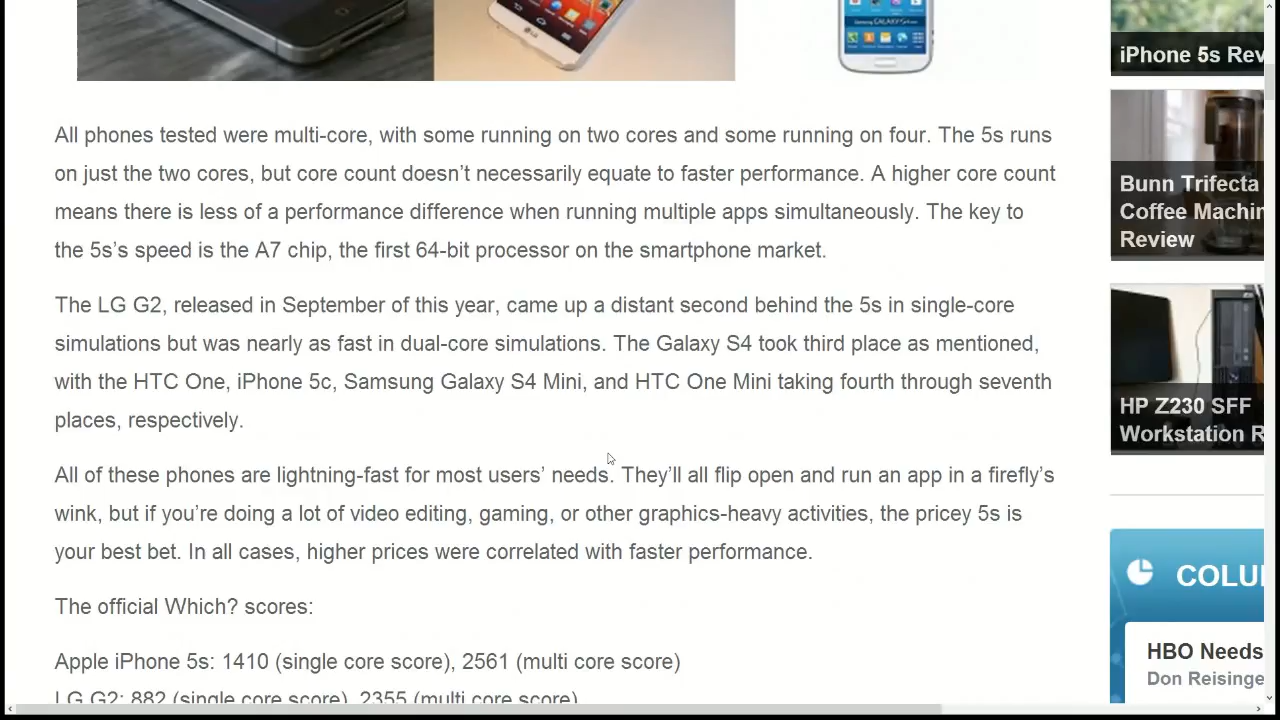 LG
Samsung GALAXY S4 mini
All phones tested were multi-core, with some running on two cores and some running on four. The 5s runs
on just the two cores, but core count doesn’t necessarily equate to faster performance. A higher core count
means there is less of a performance difference when running multiple apps simultaneously. The key to
the 5s’s speed is the A7 chip, the first 64-bit processor on the smartphone market.
The LG G2, released in September of this year, came up a distant second behind the 5s in single-core
simulations but was nearly as fast in dual-core simulations. The Galaxy S4 took third place as mentioned,
with the HTC One, iPhone 5c, Samsung Galaxy S4 Mini, and HTC One Mini taking fourth through seventh
places, respectively.
All of these phones are lightning-fast for most users’ needs. They’ll all flip open and run an app in a firefly’s
wink, but if you’re doing a lot of video editing, gaming, or other graphics-heavy activities, the pricey 5s is
your best bet. In all cases, higher prices were correlated with faster performance.
The official Which? scores:
Apple iPhone 5s: 1410 (single core score), 2561 (multi core score)
LG G2: 882 (single core score), 2355 (multi core score)
iPhone 5s Rev
Bunn Trifecta
Coffee Machin
Review
HP Z230 SFF
Workstation R
COLU
HBO Needs
Don Reisinge